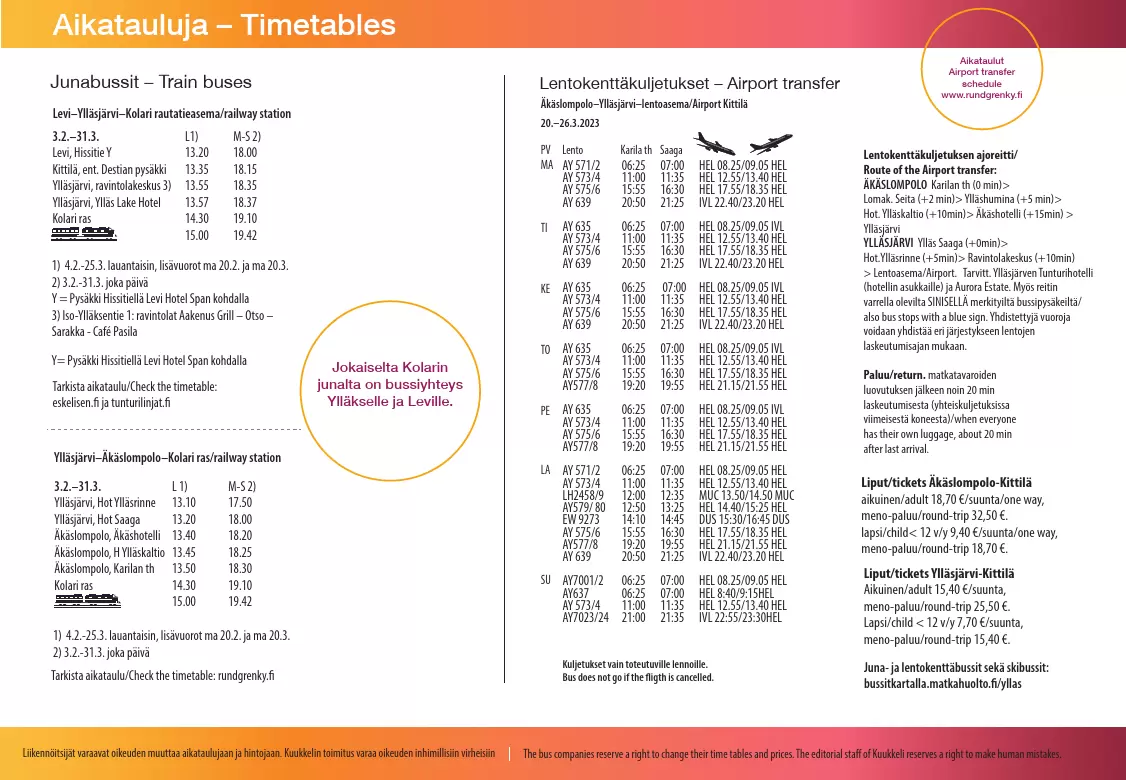 Aikatauluja – Timetables
Aikataulut
Airport transfer
schedule
www.rundgrenky.fi
Junabussit – Train buses
Levi–Ylläsjärvi–Kolari rautatieasema/railway station
3.2.–31.3. L1) M-S 2)
Levi, Hissitie Y 13.20 18.00
Kittilä, ent. Destian pysäkki 13.35 18.15
Ylläsjärvi, ravintolakeskus 3) 13.55 18.35
Ylläsjärvi, Ylläs Lake Hotel 13.57 18.37
Kolari ras 14.30 19.10
15.00 19.42
1) 4.2.-25.3. lauantaisin, lisävuorot ma 20.2. ja ma 20.3.
2) 3.2.-31.3. joka päivä
Y = Pysäkki Hissitiellä Levi Hotel Span kohdalla
3) Iso-Ylläksentie 1: ravintolat Aakenus Grill – Otso –
Sarakka - Café Pasila
Y= Pysäkki Hissitiellä Levi Hotel Span kohdalla
Tarkista aikataulu/Check the timetable:
eskelisen.fi ja tunturilinjat.fi
Jokaiselta Kolarin
junalta on bussiyhteys
Ylläkselle ja Leville.
Ylläsjärvi–Äkäslompolo–Kolari ras/railway station
3.2.–31.3. L 1) M-S 2)
Ylläsjärvi, Hot Ylläsrinne 13.10 17.50
Ylläsjärvi, Hot Saaga 13.20 18.00
Äkäslompolo, Äkäshotelli 13.40 18.20
Äkäslompolo, H Ylläskaltio 13.45 18.25
Äkäslompolo, Karilan th 13.50 18.30
Kolari ras 14.30 19.10
15.00 19.42
1) 4.2.-25.3. lauantaisin, lisävuorot ma 20.2. ja ma 20.3.
2) 3.2.-31.3. joka päivä
Tarkista aikataulu/Check the timetable: rundgrenky.fi
Lentokenttäkuljetukset – Airport transfer
Äkäslompolo–Ylläsjärvi–lentoasema/Airport Kittilä
20.–26.3.2023
PV Lento Karila th Saaga
MA AY 571/2 06:25 07:00 HEL 08.25/09.05 HEL
AY 573/4 11:00 11:35 HEL 12.55/13.40 HEL
AY 575/6 15:55 16:30 HEL 17.55/18.35 HEL
AY 639 20:50 21:25 IVL 22.40/23.20 HEL
TI AY 635 06:25 07:00 HEL 08.25/09.05 IVL
AY 573/4 11:00 11:35 HEL 12.55/13.40 HEL
AY 575/6 15:55 16:30 HEL 17.55/18.35 HEL
AY 639 20:50 21:25 IVL 22.40/23.20 HEL
KE AY 635 06:25 07:00 HEL 08.25/09.05 IVL
AY 573/4 11:00 11:35 HEL 12.55/13.40 HEL
AY 575/6 15:55 16:30 HEL 17.55/18.35 HEL
AY 639 20:50 21:25 IVL 22.40/23.20 HEL
TO AY 635 06:25 07:00 HEL 08.25/09.05 IVL
AY 573/4 11:00 11:35 HEL 12.55/13.40 HEL
AY 575/6 15:55 16:30 HEL 17.55/18.35 HEL
AY577/8 19:20 19:55 HEL 21.15/21.55 HEL
PE AY 635 06:25 07:00 HEL 08.25/09.05 IVL
AY 573/4 11:00 11:35 HEL 12.55/13.40 HEL
AY 575/6 15:55 16:30 HEL 17.55/18.35 HEL
AY577/8 19:20 19:55 HEL 21.15/21.55 HEL
LA AY 571/2 06:25 07:00 HEL 08.25/09.05 HEL
AY 573/4 11:00 11:35 HEL 12.55/13.40 HEL
LH2458/9 12:00 12:35 MUC 13.50/14.50 MUC
AY579/ 80 12:50 13:25 HEL 14.40/15:25 HEL
EW 9273 14:10 14:45 DUS 15:30/16:45 DUS
AY 575/6 15:55 16:30 HEL 17.55/18.35 HEL
AY577/8 19:20 19:55 HEL 21.15/21.55 HEL
AY 639 20:50 21:25 IVL 22.40/23.20 HEL
SU AY7001/2 06:25 07:00 HEL 08.25/09.05 HEL
AY637 06:25 07:00 HEL 8:40/9:15HEL
AY 573/4 11:00 11:35 HEL 12.55/13.40 HEL
AY7023/24 21:00 21:35 IVL 22:55/23:30HEL
Kuljetukset vain toteutuville lennoille.
Bus does not go if the fligth is cancelled.
Lentokenttäkuljetuksen ajoreitti/
Route of the Airport transfer:
ÄKÄSLOMPOLO Karilan th (0 min)>
Lomak. Seita (+2 min)> Ylläshumina (+5 min)>
Hot. Ylläskaltio (+10min)> Äkäshotelli (+15min) >
Ylläsjärvi
YLLÄSJÄRVI Ylläs Saaga (+0min)>
Hot.Ylläsrinne (+5min)> Ravintolakeskus (+10min)
> Lentoasema/Airport. Tarvitt. Ylläsjärven Tunturihotelli
(hotellin asukkaille) ja Aurora Estate. Myös reitin
varrella olevilta SINISELLÄ merkityiltä bussipysäkeiltä/
also bus stops with a blue sign. Yhdistettyjä vuoroja
voidaan yhdistää eri järjestykseen lentojen
laskeutumisajan mukaan.
Paluu/return. matkatavaroiden
luovutuksen jälkeen noin 20 min
laskeutumisesta (yhteiskuljetuksissa
viimeisestä koneesta)/when everyone
has their own luggage, about 20 min
after last arrival.
Liput/tickets Äkäslompolo-Kittilä
aikuinen/adult 18,70 €/suunta/one way,
meno-paluu/round-trip 32,50 €.
lapsi/child< 12 v/y 9,40 €/suunta/one way,
meno-paluu/round-trip 18,70 €.
Liput/tickets Ylläsjärvi-Kittilä
Aikuinen/adult 15,40 €/suunta,
meno-paluu/round-trip 25,50 €.
Lapsi/child < 12 v/y 7,70 €/suunta,
meno-paluu/round-trip 15,40 €.
Juna- ja lentokenttäbussit sekä skibussit:
bussitkartalla.matkahuolto.fi/yllas
Liikennöitsijät varaavat oikeuden muuttaa aikataulujaan ja hintojaan. Kuukkelin toimitus varaa oikeuden inhimillisiin virheisiin
The bus companies reserve a right to change their time tables and prices. The editorial staff of Kuukkeli reserves a right to make human mistakes.